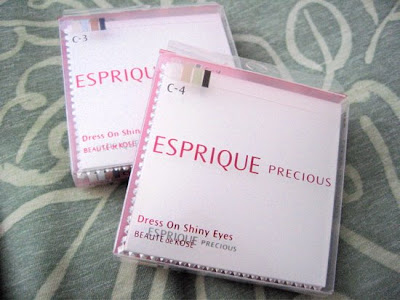 C-3
ESPRIQUE
Dress On Shiny
BEAUTÉ de KOSÉ
C-4
ESPRIQUE PRECIOUS
Dress On Shiny Eyes
ESPRIQUE PRECIOUS
BEAUTÉ de KOSÉ